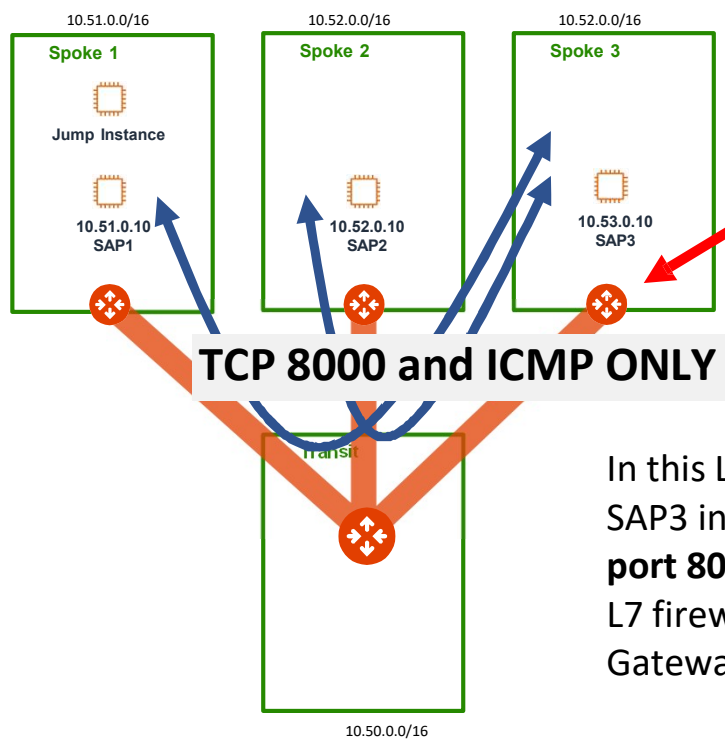 10.51.0.0/16
10.52.0.0/16
10.52.0.0/16
Spoke 1
Spoke 2
Spoke 3
Jump Instance
10.51.0.10
SAP1
10.52.0.10
SAP2
10.53.0.10
SAP3
TCP 8000 and ICMP ONLY
Transit
In this L
SAP3 in
port 80
L7 firew
Gatewa
10.50.0.0/16